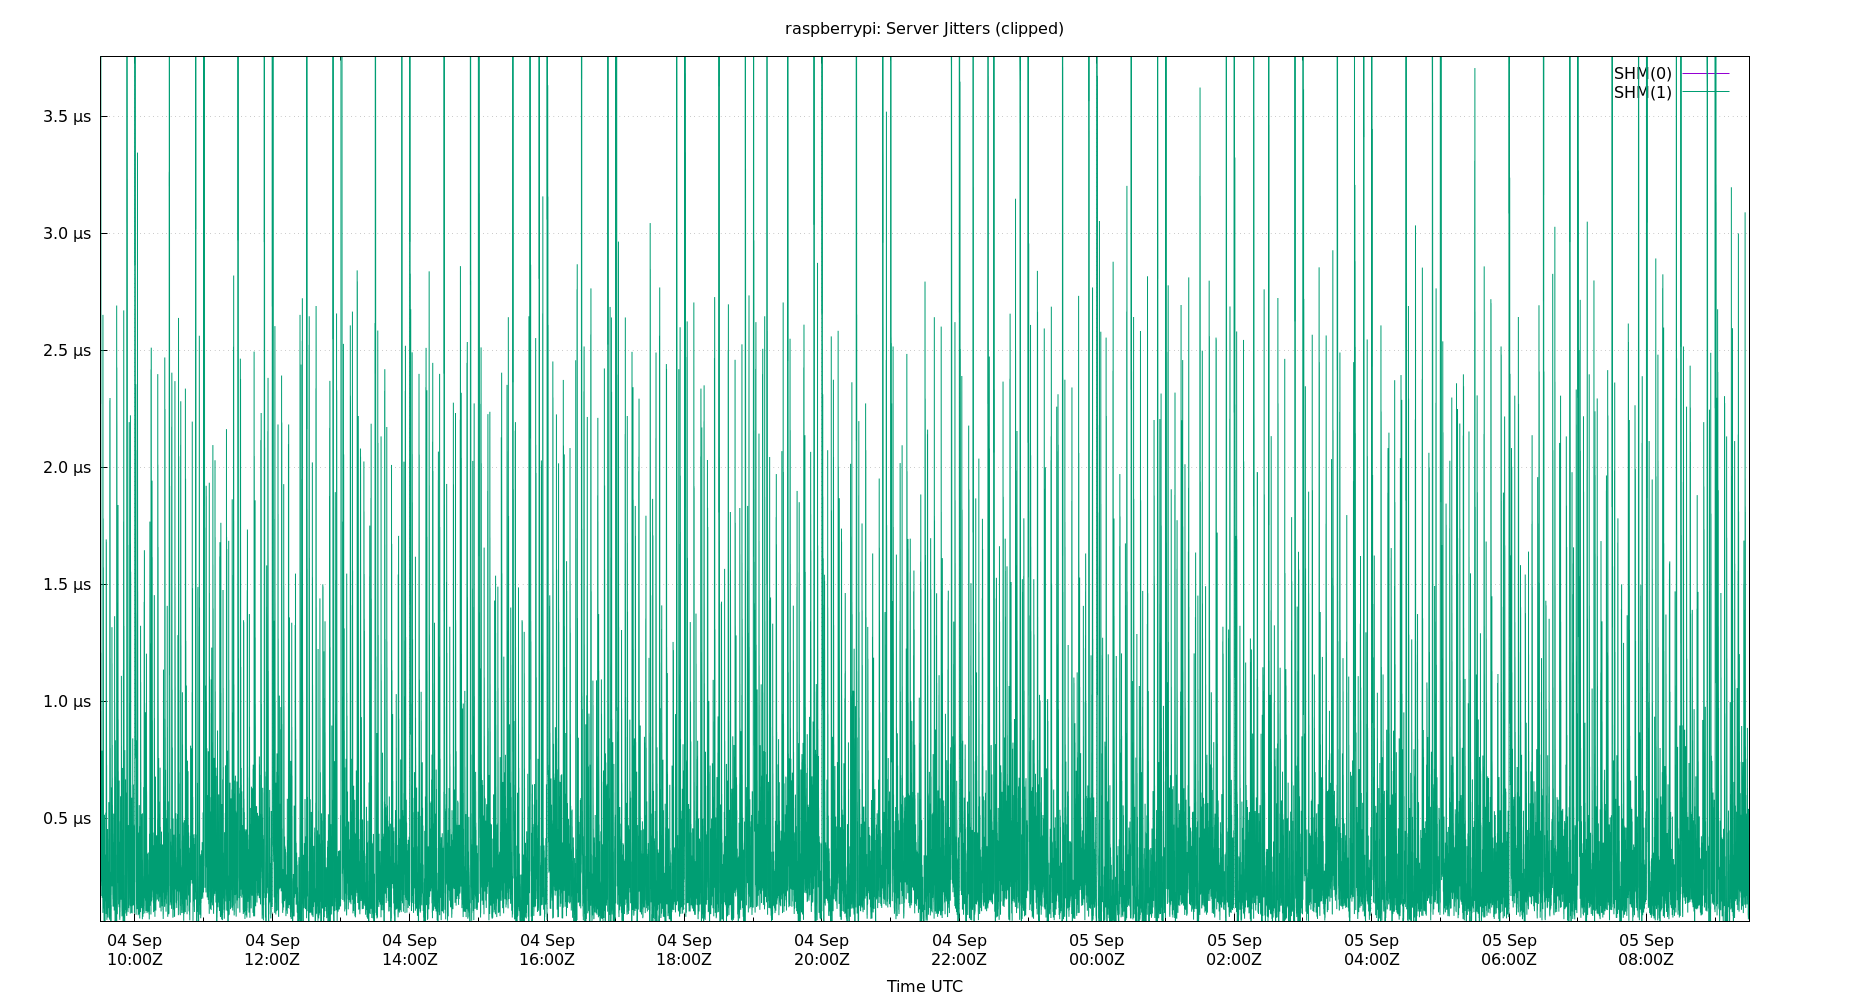 raspberrypi: Server Jitters (clipped)
SHM(0)
SHM(1)
3.5 µs
3.0 µs
2.5 µs
2.0 µs
1.5 µs
1.0 µs
0.5 µs
04 Sep 04 Sep 04 Sep 04 Sep 04 Sep 04 Sep 04 Sep 05 Sep 05 Sep 05 Sep 05 Sep 05 Sep
10:00Z 12:00Z 14:00Z 16:00Z 18:00Z 20:00Z 22:00Z 00:00Z 02:00Z 04:00Z 06:00Z 08:00Z
Time UTC